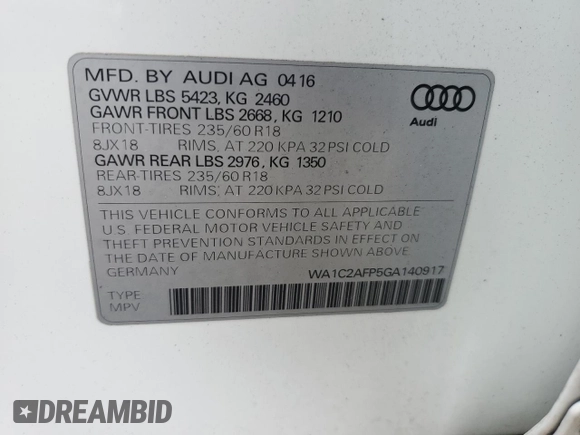 MFD. BY AUDI AG 04 16
GVWR LBS 5423, KG 2460
GAWR FRONT LBS 2668, KG 1210
FRONT-TIRES 235/60 R18
8JX18 RIMS, AT 220 KPA 32 PSI COLD
GAWR REAR LBS 2976, KG 1350
REAR-TIRES 235/60 R18
8JX18 RIMS, AT 220 KPA 32 PSI COLD
Audi
THIS VEHICLE CONFORMS TO ALL APPLICABLE
U.S. FEDERAL MOTOR VEHICLE SAFETY AND
THEFT PREVENTION STANDARDS IN EFFECT ON THE
DATE OF MANUFACTURE SHOWN ABOVE
GERMANY WA1C2AFP5GA140917
TYPE
MPV
DREAMBID